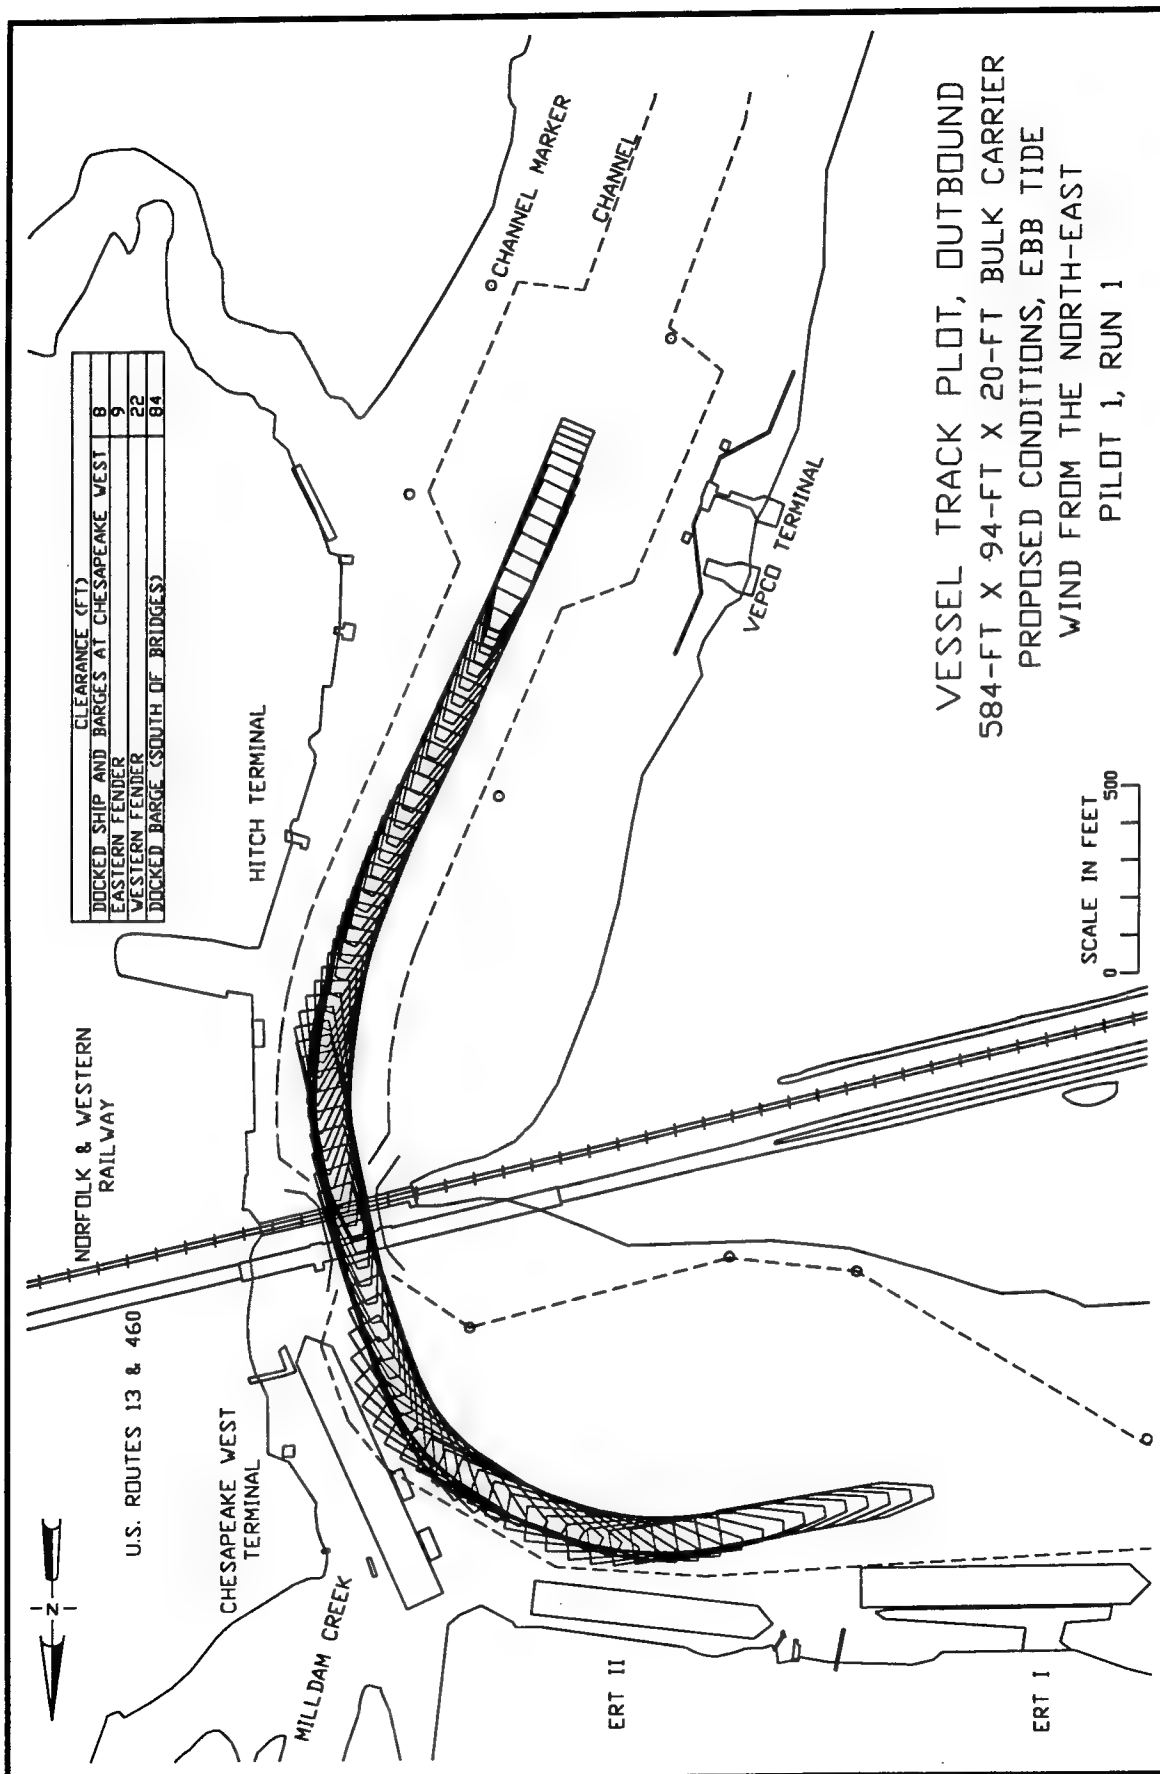 CLEARANCE (FT)
DOCKED SHIP AND BARGES AT CHESAPEAKE WEST 8
EASTERN FENDER 9
WESTERN FENDER 22
DOCKED BARGE (SOUTH OF BRIDGES) 84
N
U.S. ROUTES 13 & 460
NORFOLK & WESTERN
RAILWAY
HITCH TERMINAL
CHANNEL MARKER
CHANNEL
CHESAPEAKE WEST
TERMINAL
MILLDAM CREEK
ERT II
ERT I
VEPCO TERMINAL
SCALE IN FEET
0 500
VESSEL TRACK PLOT, OUTBOUND
584-FT X 94-FT X 20-FT BULK CARRIER
PROPOSED CONDITIONS, EBB TIDE
WIND FROM THE NORTH-EAST
PILOT 1, RUN 1